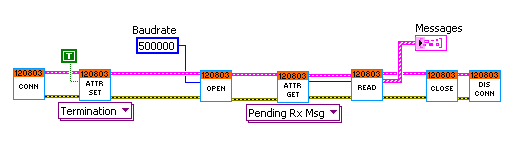 Messages
Baudrate
T
500000
120803
CONN
120803
ATTR
SET
120803
OPEN
120803
ATTR
GET
120803
READ
120803
CLOSE
120803
DIS
CONN
Termination
Pending Rx Msg